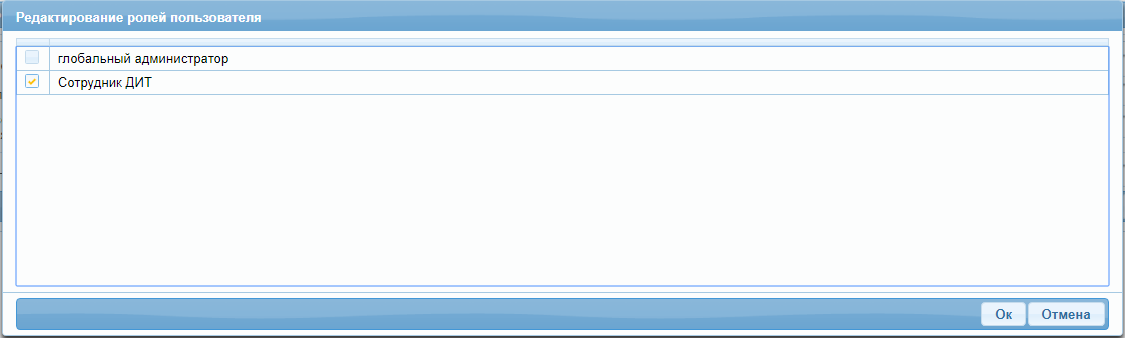 Редактирование ролей пользователя
глобальный администратор
Сотрудник ДИТ
Ок Отмена